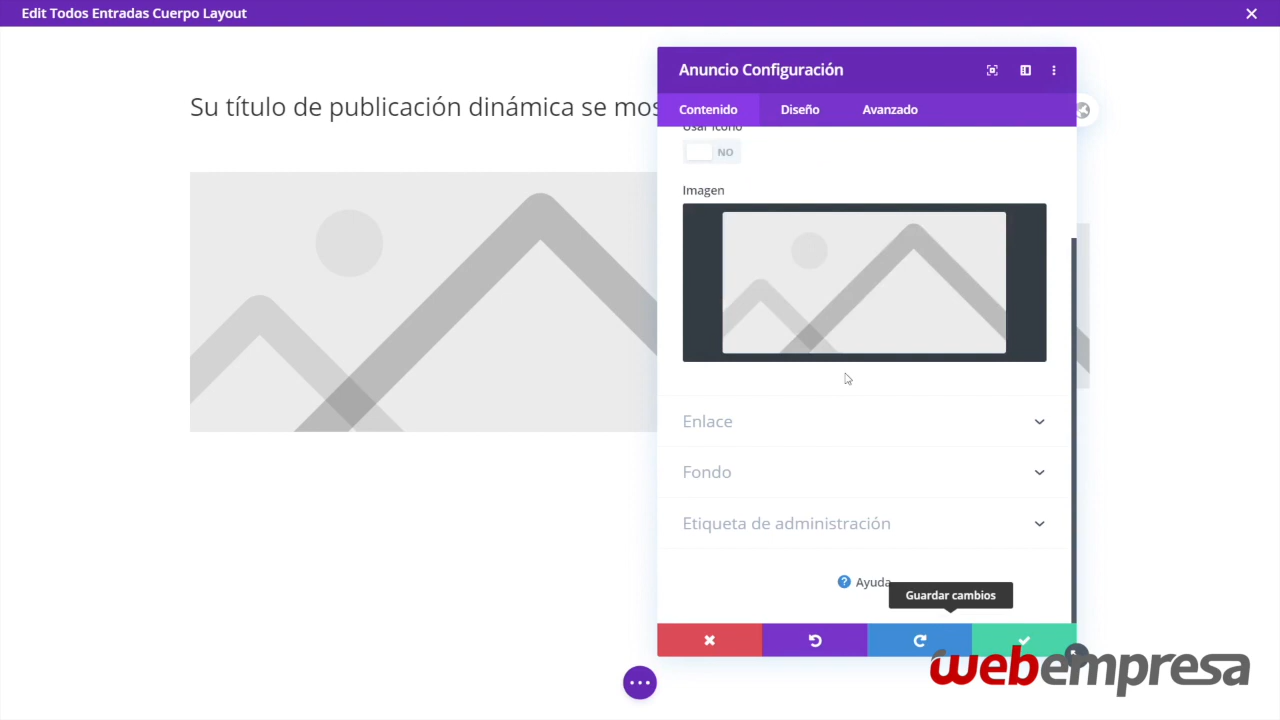 Edit Todos Entradas Cuerpo Layout
Su título de publicación dinámica se mos
Anuncio Configuración
Contenido
Diseño
Avanzado
Usar Icono
NO
Imagen
Enlace
Fondo
Etiqueta de administración
Ayuda
Guardar cambios
webempresa